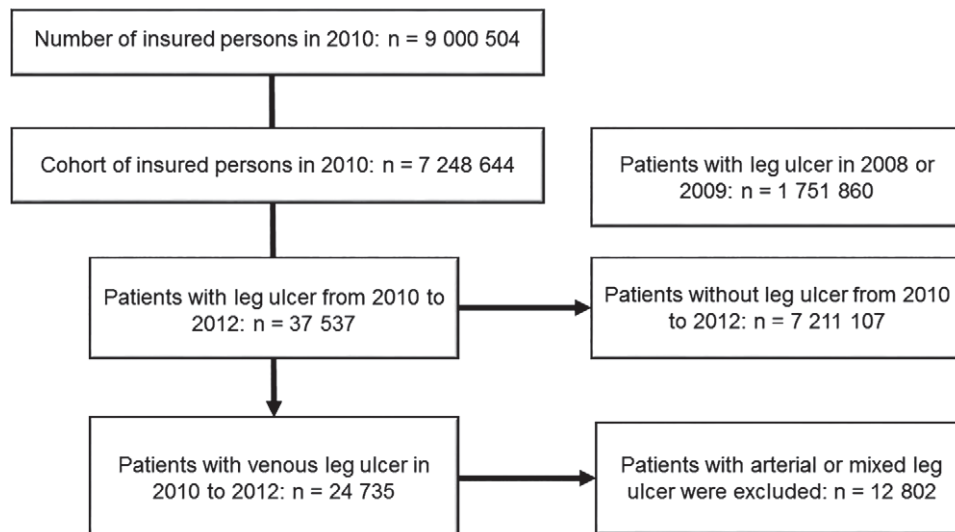 Number of insured persons in 2010: n = 9 000 504
Cohort of insured persons in 2010: n = 7 248 644
Patients with leg ulcer in 2008 or
2009: n = 1 751 860
Patients with leg ulcer from 2010 to
2012: n = 37 537
Patients without leg ulcer from 2010
to 2012: n = 7 211 107
Patients with venous leg ulcer in
2010 to 2012: n = 24 735
Patients with arterial or mixed leg
ulcer were excluded: n = 12 802